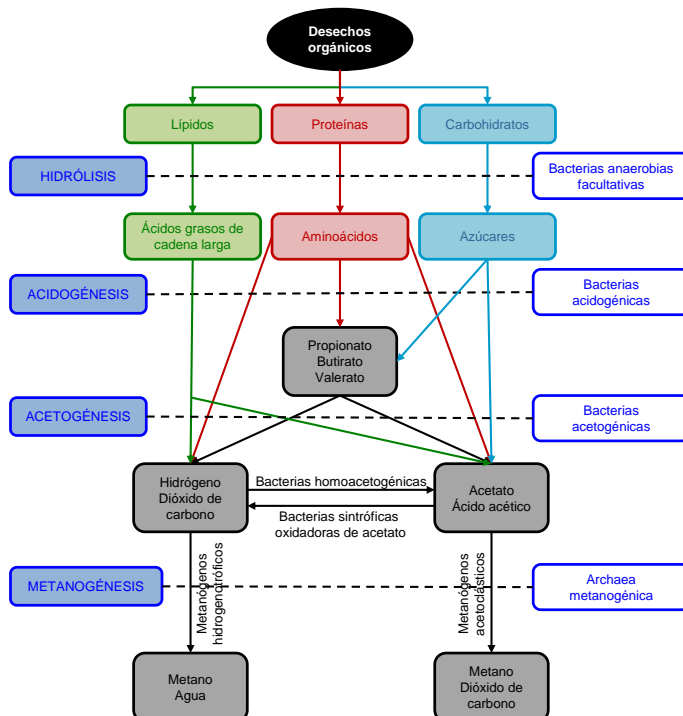 Desechos
orgánicos
Lípidos
Proteínas
Carbohidratos
HIDRÓLISIS
Bacterias anaerobias
facultativas
Ácidos grasos de
cadena larga
Aminoácidos
Azúcares
ACIDOGÉNESIS
Bacterias
acidogénicas
Propionato
Butirato
Valerato
ACETOGÉNESIS
Bacterias
acetogénicas
Hidrógeno
Dióxido de
carbono
Bacterias homoacetogénicas
Bacterias sintróficas
oxidadoras de acetato
Acetato
Ácido acético
METANOGÉNESIS
Metanógenos
hidrogenotróficos
Metanógenos
acetoclásticos
Archaea
metanogénica
Metano
Agua
Metano
Dióxido de
carbono